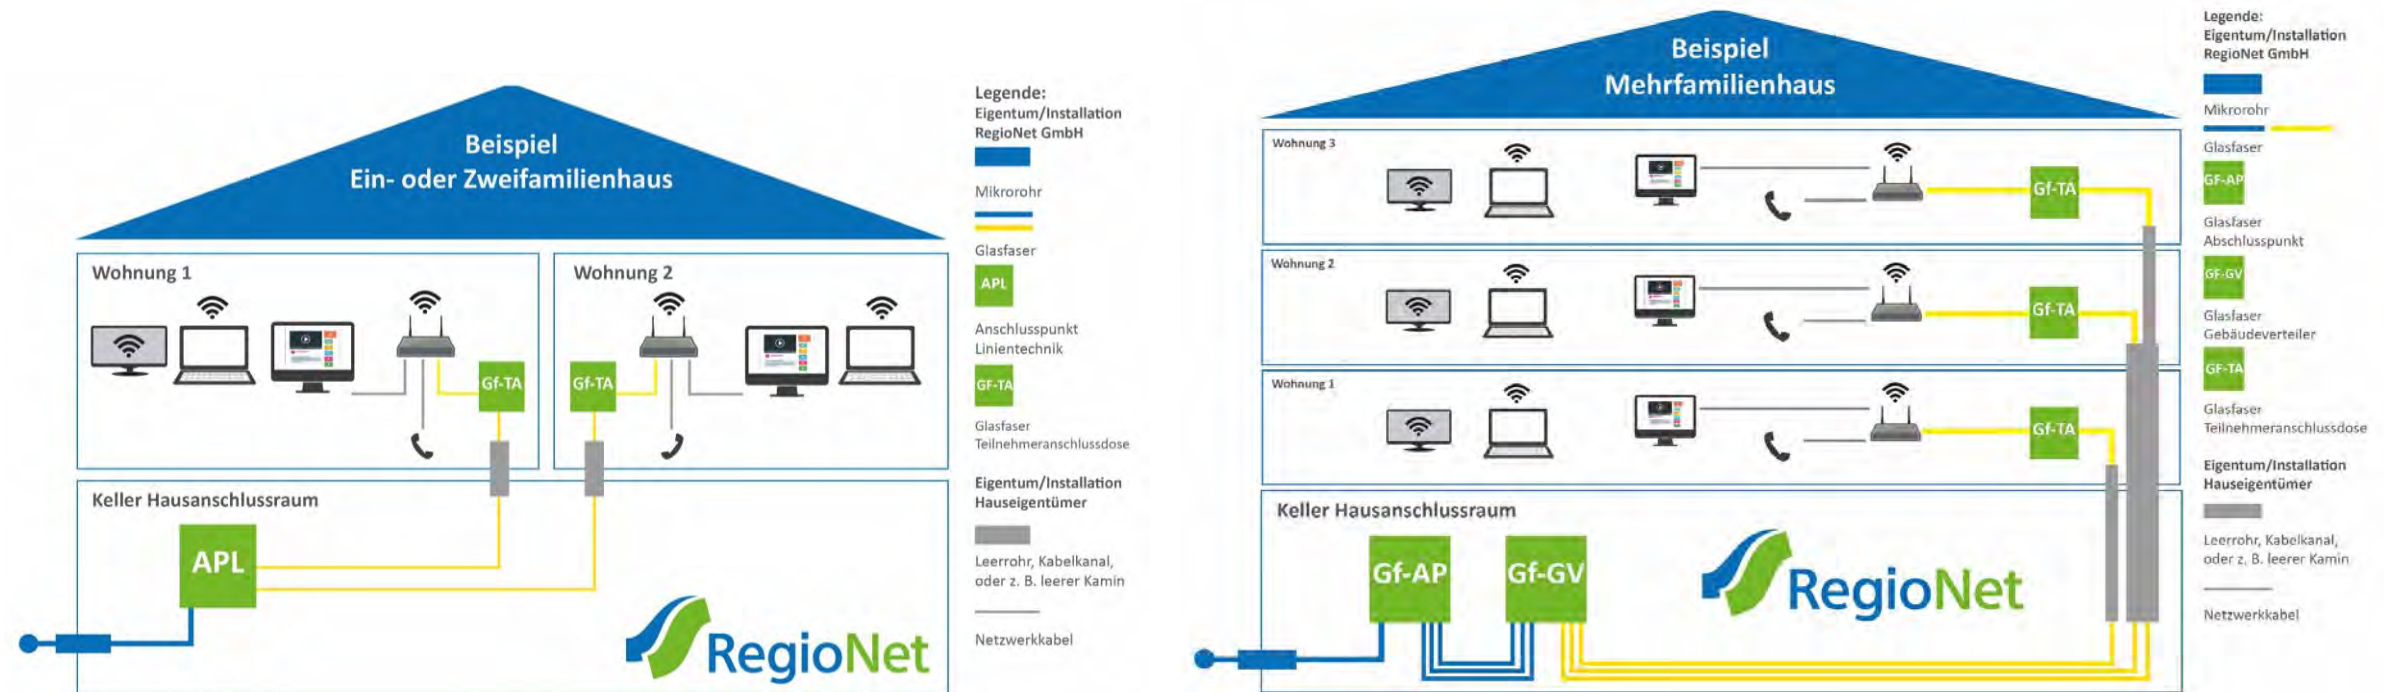 Beispiel
Ein- oder Zweifamilienhaus
Wohnung 1
Gf-TA
Wohnung 2
Gf-TA
Keller Hausanschlussraum
APL
RegioNet
Legende:
Eigentum/Installation
RegioNet GmbH
Mikrorohr
Glasfaser
APL
Anschlusspunkt
Linientechnik
GF-TA
Glasfaser
Teilnehmeranschlussdose
Eigentum/Installation
Hauseigentümer
Leerrohr, Kabelkanal,
oder z. B. leerer Kamin
Netzwerkkabel
Beispiel
Mehrfamilienhaus
Wohnung 3
Gf-TA
Wohnung 2
Gf-TA
Wohnung 1
Gf-TA
Keller Hausanschlussraum
Gf-AP
Gf-GV
RegioNet
Legende:
Eigentum/Installation
RegioNet GmbH
Mikrorohr
Glasfaser
GF-AP
Glasfaser
Abschlusspunkt
GF-GV
Glasfaser
Gebäudeverteiler
GF-TA
Glasfaser
Teilnehmeranschlussdose
Eigentum/Installation
Hauseigentümer
Leerrohr, Kabelkanal,
oder z. B. leerer Kamin
Netzwerkkabel